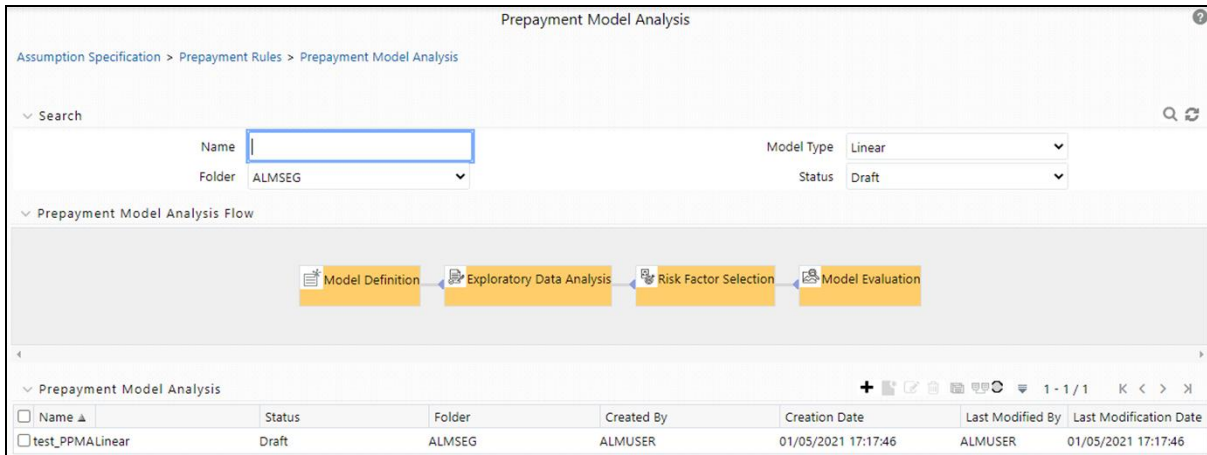 Prepayment Model Analysis
Assumption Specification > Prepayment Rules > Prepayment Model Analysis
Search
Name Model Type Linear
Folder ALMSEG Status Draft
Prepayment Model Analysis Flow
Model Definition Exploratory Data Analysis Risk Factor Selection Model Evaluation
Prepayment Model Analysis 1 - 1 / 1
Name Status Folder Created By Creation Date Last Modified By Last Modification Date
test_PPMALinear Draft ALMSEG ALMUSER 01/05/2021 17:17:46 ALMUSER 01/05/2021 17:17:46